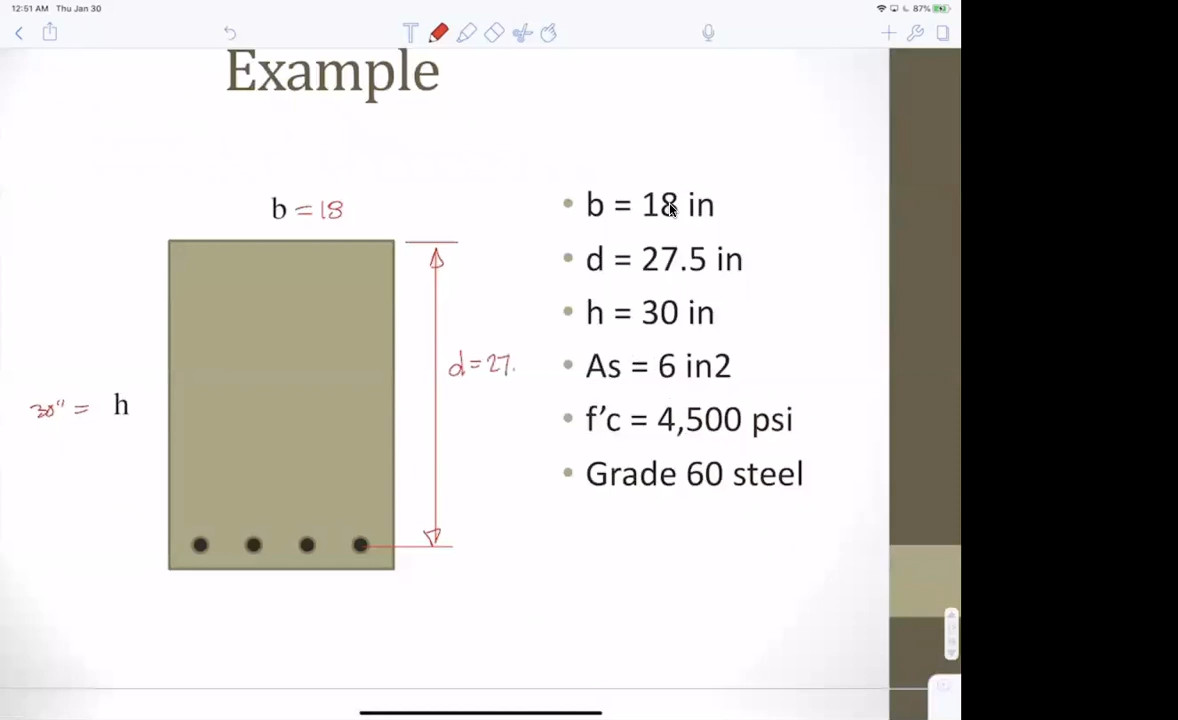 12:51 AM Thu Jan 30
87%
Example
b = 18
• b = 18 in
• d = 27.5 in
• h = 30 in
d = 27.
• As = 6 in2
30" = h
• f’c = 4,500 psi
• Grade 60 steel